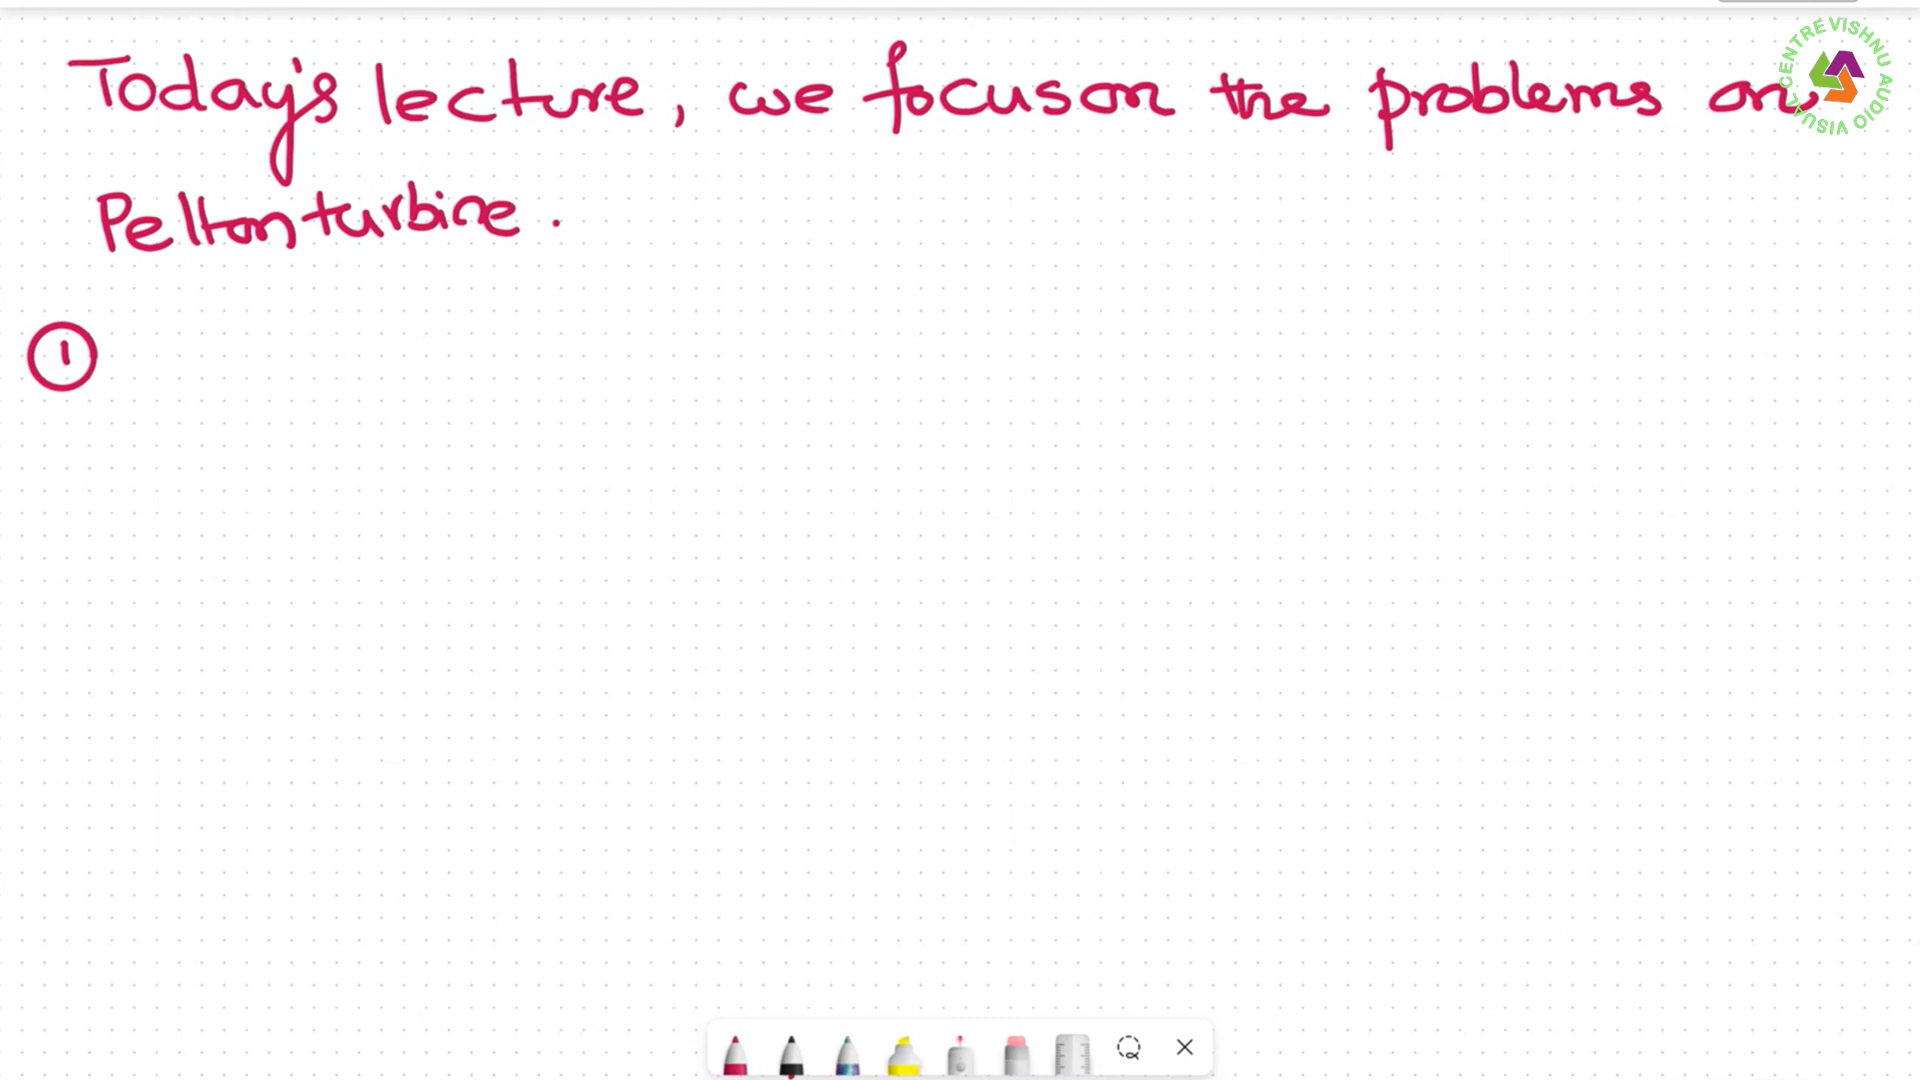 Today's lecture, we focus on the problems on
Pelton turbine.
①
VISHNU AUDIO VISUAL CENTRE